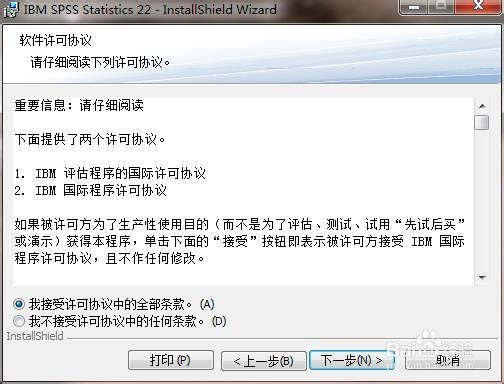 IBM SPSS Statistics 22 - InstallShield Wizard
软件许可协议
请仔细阅读下列许可协议。
重要信息：请仔细阅读
下面提供了两个许可协议。
1. IBM 评估程序的国际许可协议
2. IBM 国际程序许可协议
如果被许可方为了生产性使用目的（而不是为了评估、测试、试用“先试后买”
或演示）获得本程序，单击下面的“接受”按钮即表示被许可方接受 IBM 国际
程序许可协议，且不作任何修改。
我接受许可协议中的全部条款。(A)
我不接受许可协议中的任何条款。(D)
InstallShield
打印(P)
< 上一步(B)
下一步(N) >
取消